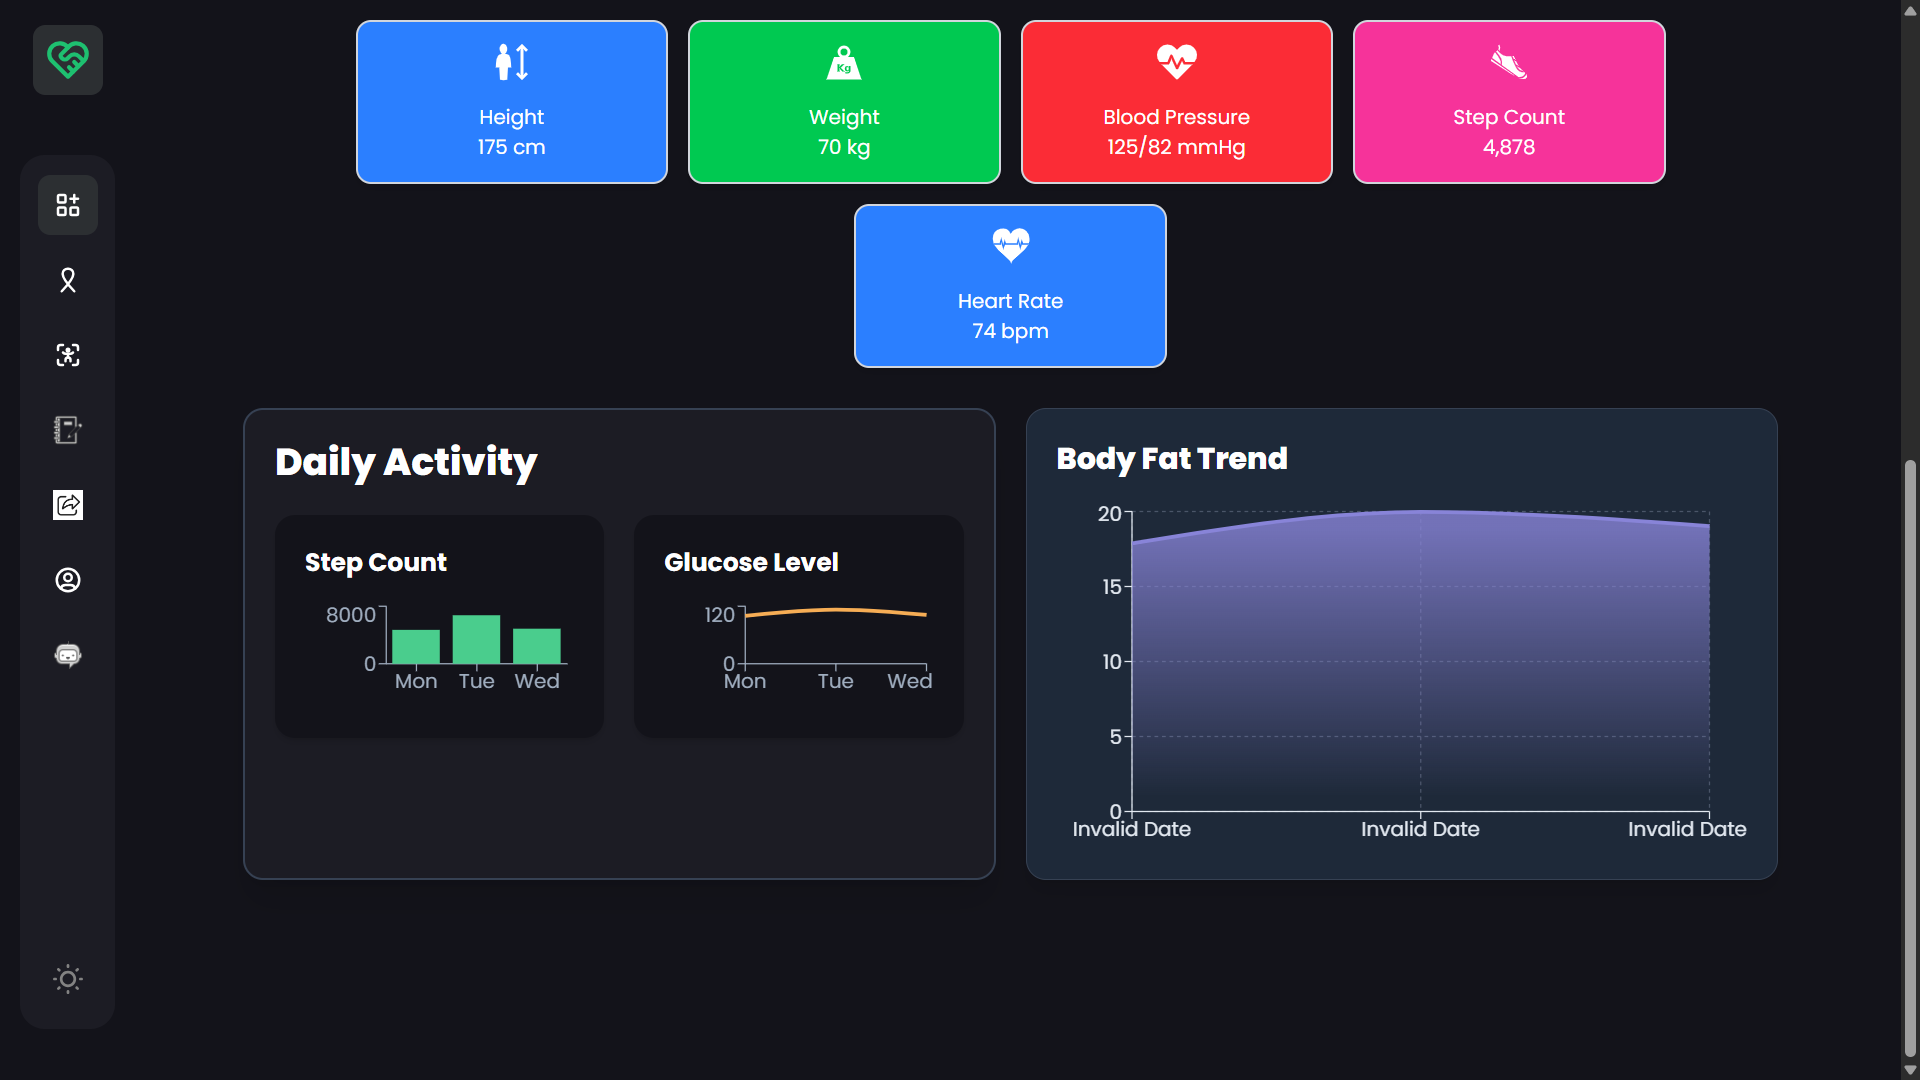 Height
175 cm
Kg
Weight
70 kg
Blood Pressure
125/82 mmHg
Step Count
4,878
Heart Rate
74 bpm
Daily Activity
Step Count
8000
0
Mon Tue Wed
Glucose Level
120
0
Mon Tue Wed
Body Fat Trend
20
15
10
5
0
Invalid Date Invalid Date Invalid Date